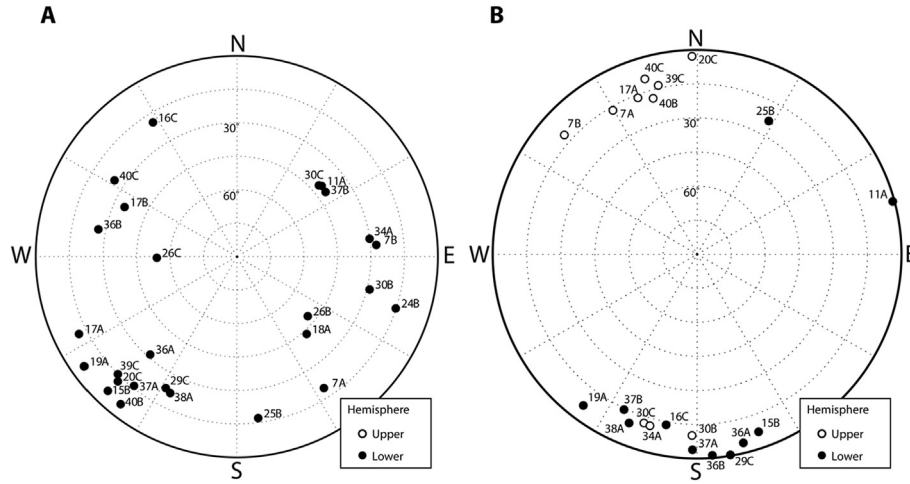 A
N
16C
30°
40C
17B
60°
30C
11A
37B
36B
34A
7B
W
26C
E
30B
24B
26B
18A
17A
36A
19A
39C
20C
37A
29C
15B
38A
40B
7A
25B
S
Hemisphere
Upper
Lower
B
N
20C
40C
39C
17A
40B
7A
7B
25B
30°
60°
11A
W
E
19A
37B
30C
16C
38A
34A
30B
37A
36B
29C
36A
15B
S
Hemisphere
Upper
Lower